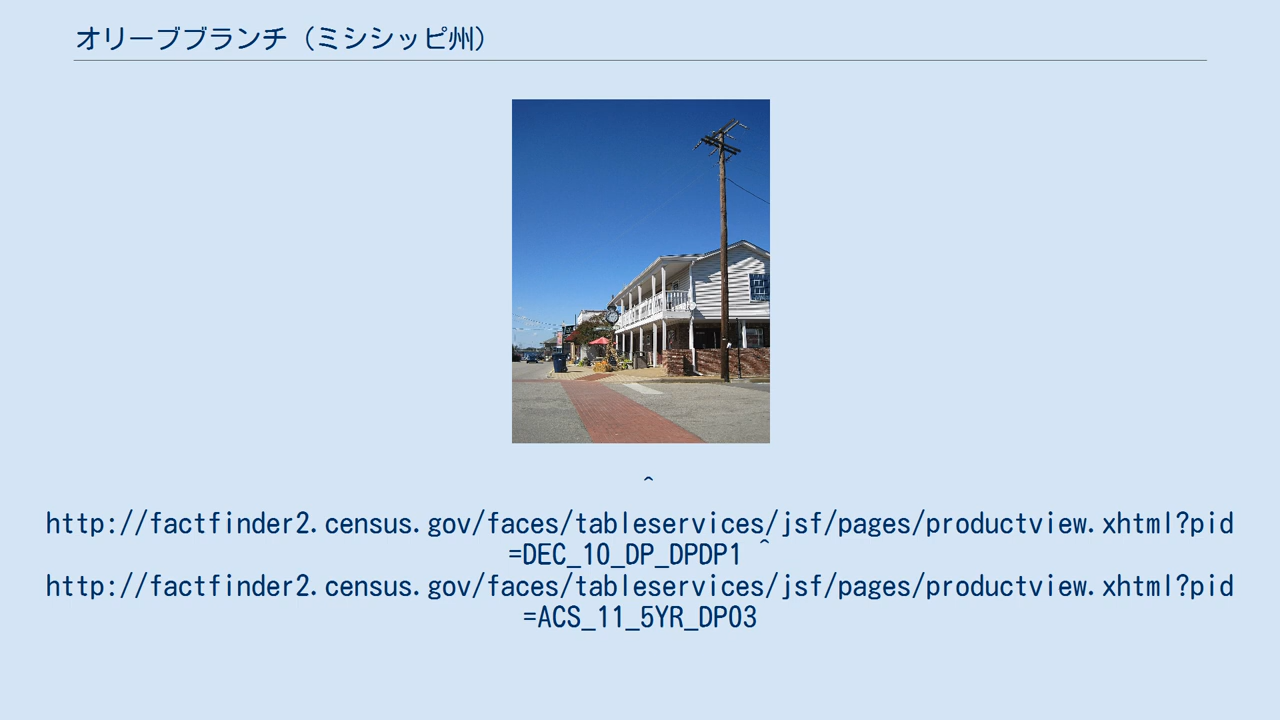 オリーブブランチ（ミシシッピ州）
^
http://factfinder2.census.gov/faces/tableservices/jsf/pages/productview.xhtml?pid
=DEC_10_DP_DPDP1 ^
http://factfinder2.census.gov/faces/tableservices/jsf/pages/productview.xhtml?pid
=ACS_11_5YR_DP03